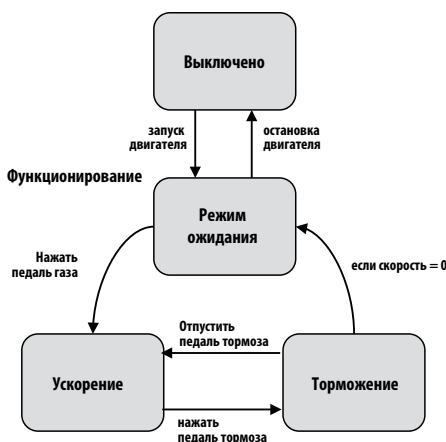 Выключено
запуск
двигателя
остановка
двигателя
Функционирование
Режим
ожидания
Нажать
педаль газа
если скорость = 0
Отпустить
педаль тормоза
Ускорение
Торможение
нажать
педаль тормоза